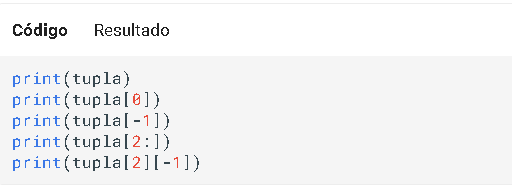 Código Resultado
print(tupla)
print(tupla[0])
print(tupla[-1])
print(tupla[2:])
print(tupla[2][-1])